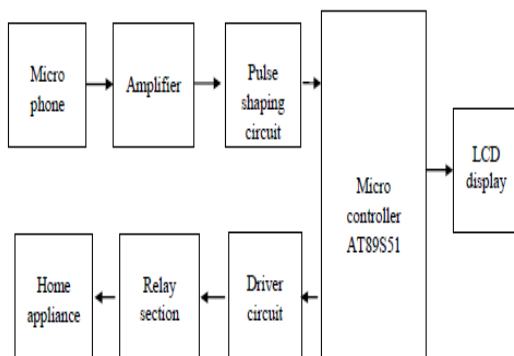 Micro
phone
Amplifier
Pulse
shaping
circuit
Micro
controller
AT89S51
LCD
display
Home
appliance
Relay
section
Driver
circuit